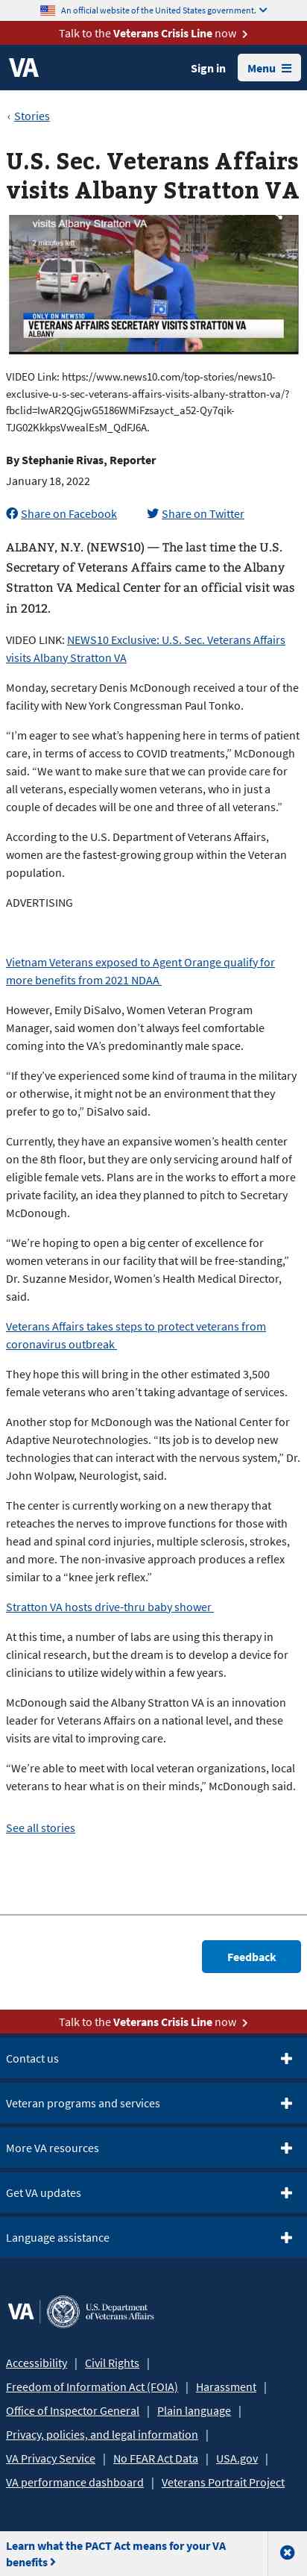 An official website of the United States government.
Talk to the Veterans Crisis Line now
VA
Sign in
Menu
‹ Stories
U.S. Sec. Veterans Affairs
visits Albany Stratton VA
visits Albany Stratton VA
ONLY ON NEWS10
VETERANS AFFAIRS SECRETARY VISITS STRATTON VA
ALBANY
VIDEO Link: https://www.news10.com/top-stories/news10-
exclusive-u-s-sec-veterans-affairs-visits-albany-stratton-va/?
fbclid=IwAR2QGjwG5186WMiFzsayct_a52-Qy7qik-
TJG02KkkpsVwealEsM_QdFJ6A.
By Stephanie Rivas, Reporter
January 18, 2022
Share on Facebook
Share on Twitter
ALBANY, N.Y. (NEWS10) — The last time the U.S.
Secretary of Veterans Affairs came to the Albany
Stratton VA Medical Center for an official visit was
in 2012.
VIDEO LINK: NEWS10 Exclusive: U.S. Sec. Veterans Affairs
visits Albany Stratton VA
Monday, secretary Denis McDonough received a tour of the
facility with New York Congressman Paul Tonko.
“I’m eager to see what’s happening here in terms of patient
care, in terms of access to COVID treatments,” McDonough
said. “We want to make sure that we can provide care for
all veterans, especially women veterans, who in just a
couple of decades will be one and three of all veterans.”
According to the U.S. Department of Veterans Affairs,
women are the fastest-growing group within the Veteran
population.
ADVERTISING
Vietnam Veterans exposed to Agent Orange qualify for
more benefits from 2021 NDAA
However, Emily DiSalvo, Women Veteran Program
Manager, said women don’t always feel comfortable
coming into the VA’s predominantly male space.
“If they’ve experienced some kind of trauma in the military
or otherwise, it might not be an environment that they
prefer to go to,” DiSalvo said.
Currently, they have an expansive women’s health center
on the 8th floor, but they are only serving around half of
eligible female vets. Plans are in the works to effort a more
private facility, an idea they planned to pitch to Secretary
McDonough.
“We’re hoping to open a big center of excellence for
women veterans in our facility that will be free-standing,”
Dr. Suzanne Mesidor, Women’s Health Medical Director,
said.
Veterans Affairs takes steps to protect veterans from
coronavirus outbreak
They hope this will bring in the other estimated 3,500
female veterans who aren’t taking advantage of services.
Another stop for McDonough was the National Center for
Adaptive Neurotechnologies. “Its job is to develop new
technologies that can interact with the nervous system,” Dr.
John Wolpaw, Neurologist, said.
The center is currently working on a new therapy that
reteaches the nerves to improve functions for those with
head and spinal cord injuries, multiple sclerosis, strokes,
and more. The non-invasive approach produces a reflex
similar to a “knee jerk reflex.”
Stratton VA hosts drive-thru baby shower
At this time, a number of labs are using this therapy in
clinical research, but the dream is to develop a device for
clinicians to utilize widely in a few years.
McDonough said the Albany Stratton VA is an innovation
leader for Veterans Affairs on a national level, and these
visits are vital to improving care.
“We’re able to meet with local veteran organizations, local
veterans to hear what is on their minds,” McDonough said.
See all stories
Feedback
Talk to the Veterans Crisis Line now
Contact us
Veteran programs and services
More VA resources
Get VA updates
Language assistance
VA | U.S. Department
of Veterans Affairs
Accessibility | Civil Rights |
Freedom of Information Act (FOIA) | Harassment |
Office of Inspector General | Plain language |
Privacy, policies, and legal information |
VA Privacy Service | No FEAR Act Data | USA.gov |
VA performance dashboard | Veterans Portrait Project
Learn what the PACT Act means for your VA
benefits